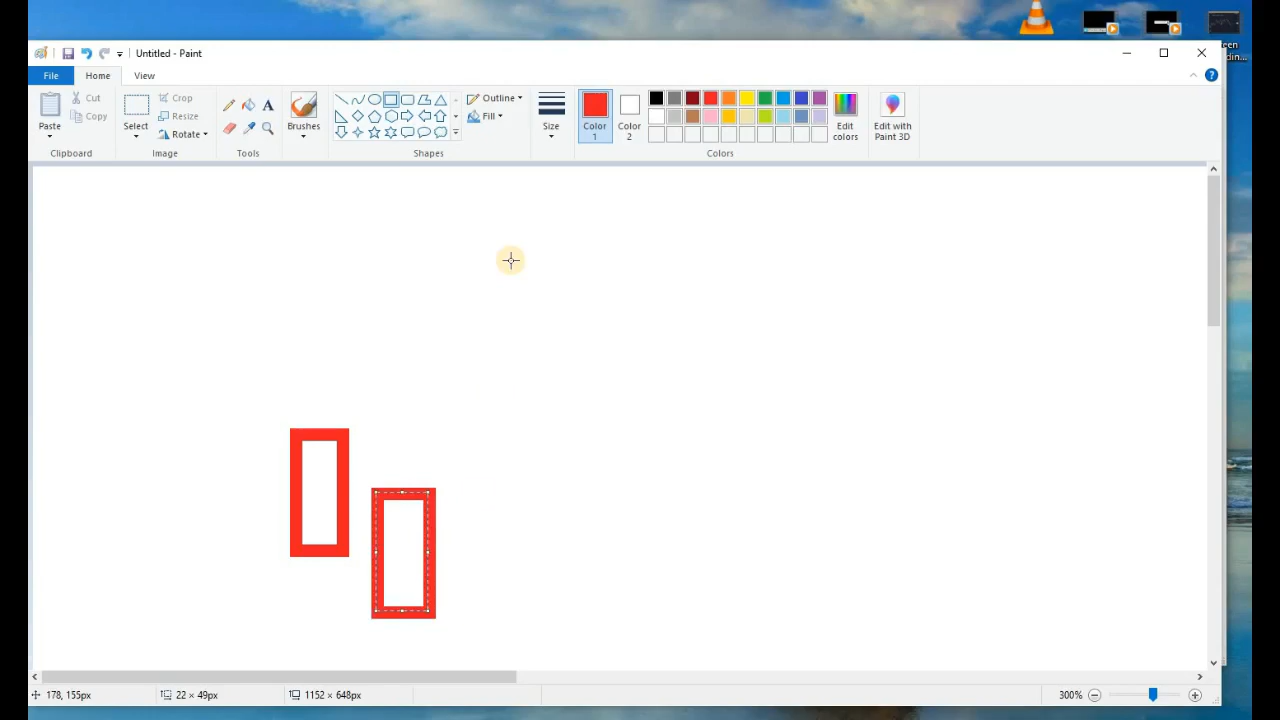 een
din...
Untitled - Paint
File
Home
View
Paste
Cut
Copy
Clipboard
Select
Crop
Resize
Rotate
Image
A
Tools
Brushes
Outline
Fill
Shapes
Size
Color 1
Color 2
Edit colors
Colors
Edit with Paint 3D
178, 155px
22 × 49px
1152 × 648px
300%